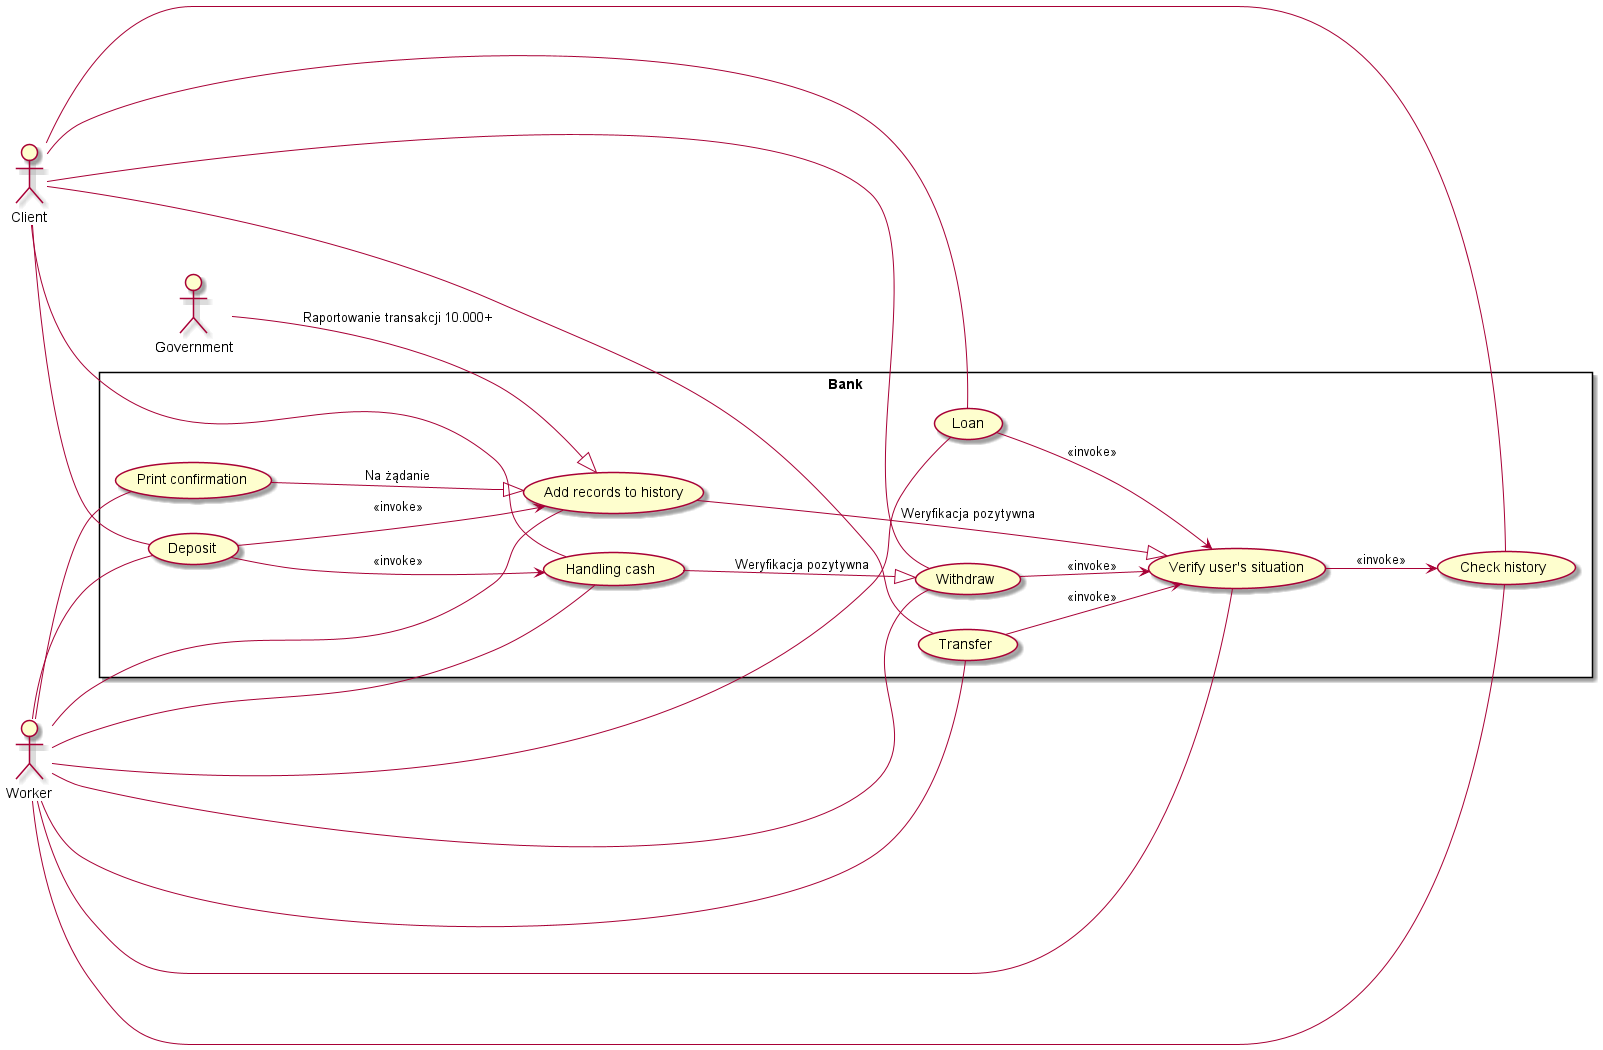 Client
Raportowanie transakcji 10.000+
Government
Bank
Loan
«invoke»
Print confirmation
Na żądanie
Add records to history
«invoke»
Weryfikacja pozytywna
Deposit
«invoke»
Handling cash
Weryfikacja pozytywna
Withdraw
«invoke»
Verify user's situation
«invoke»
Check history
«invoke»
Transfer
Worker